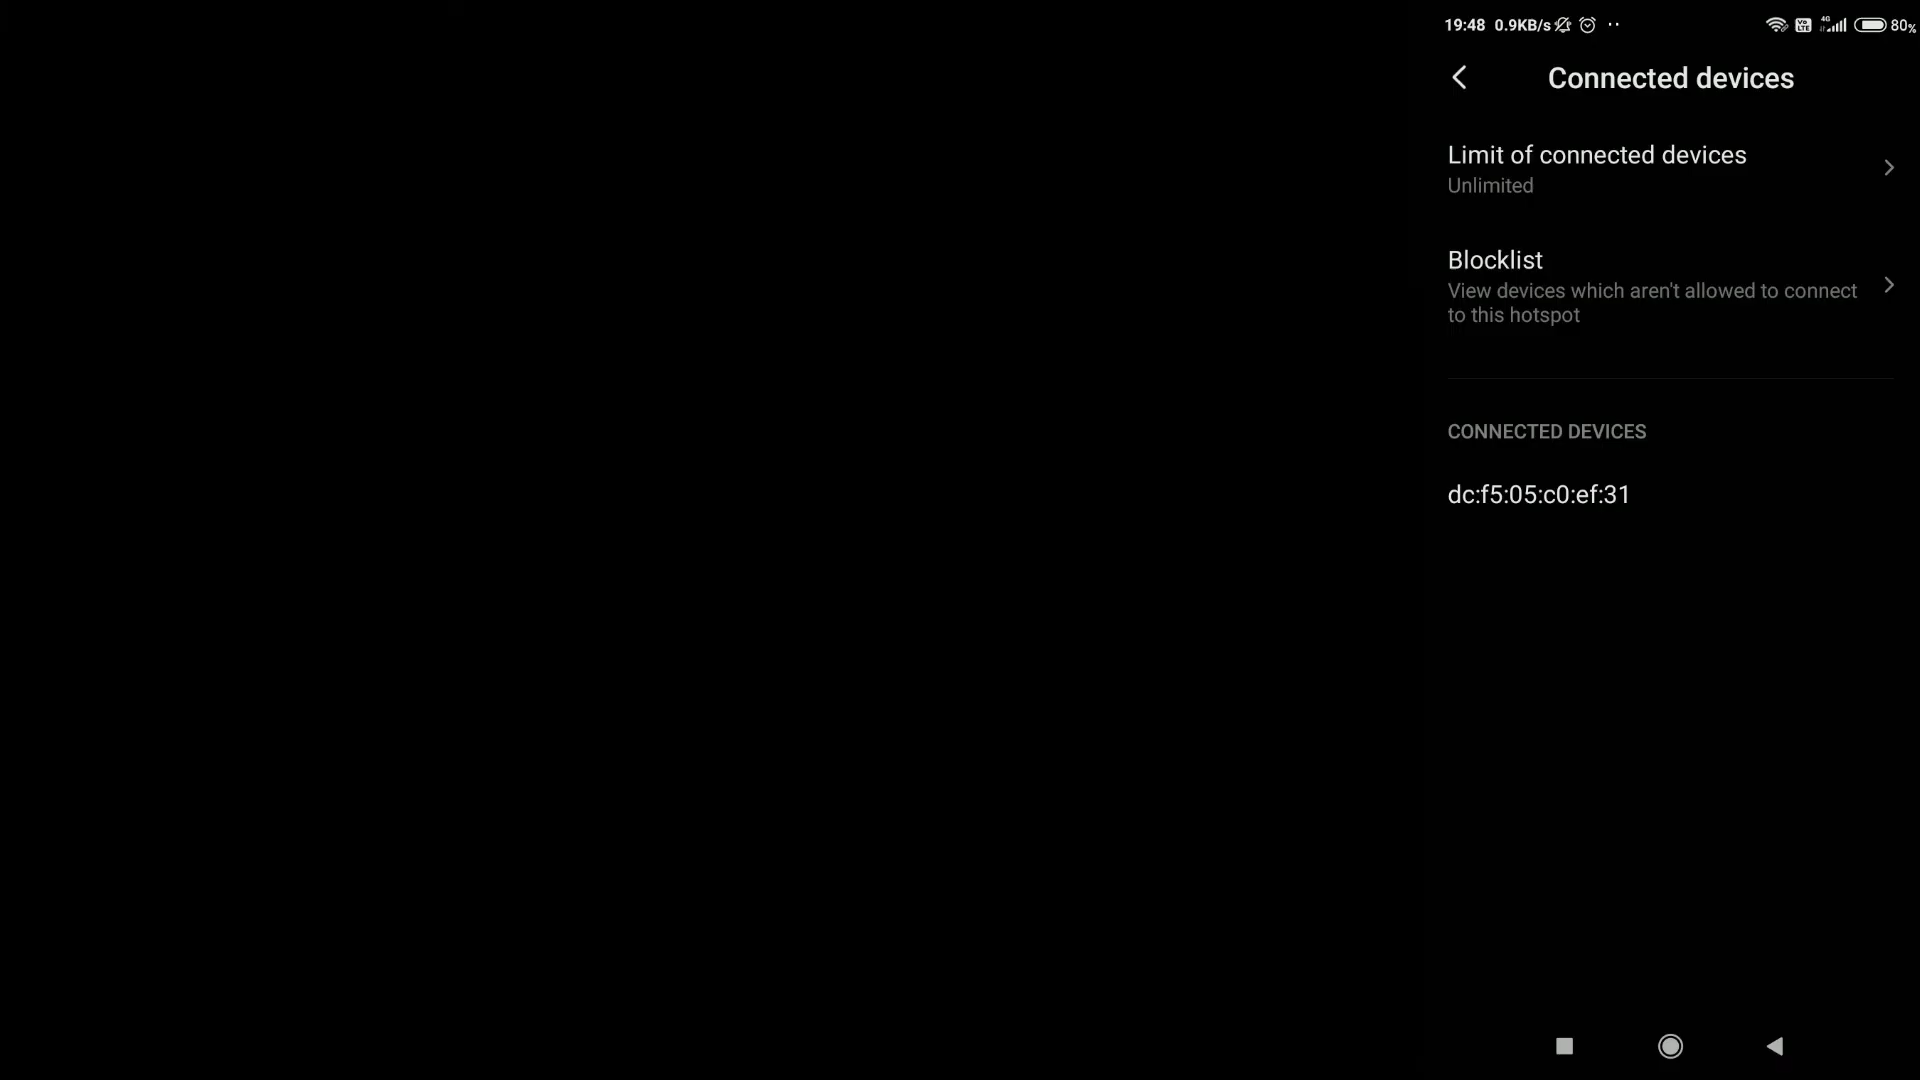 19:48 0.9KB/s 4G 80%
Connected devices
Limit of connected devices
Unlimited
Blocklist
View devices which aren't allowed to connect
to this hotspot
CONNECTED DEVICES
dc:f5:05:c0:ef:31